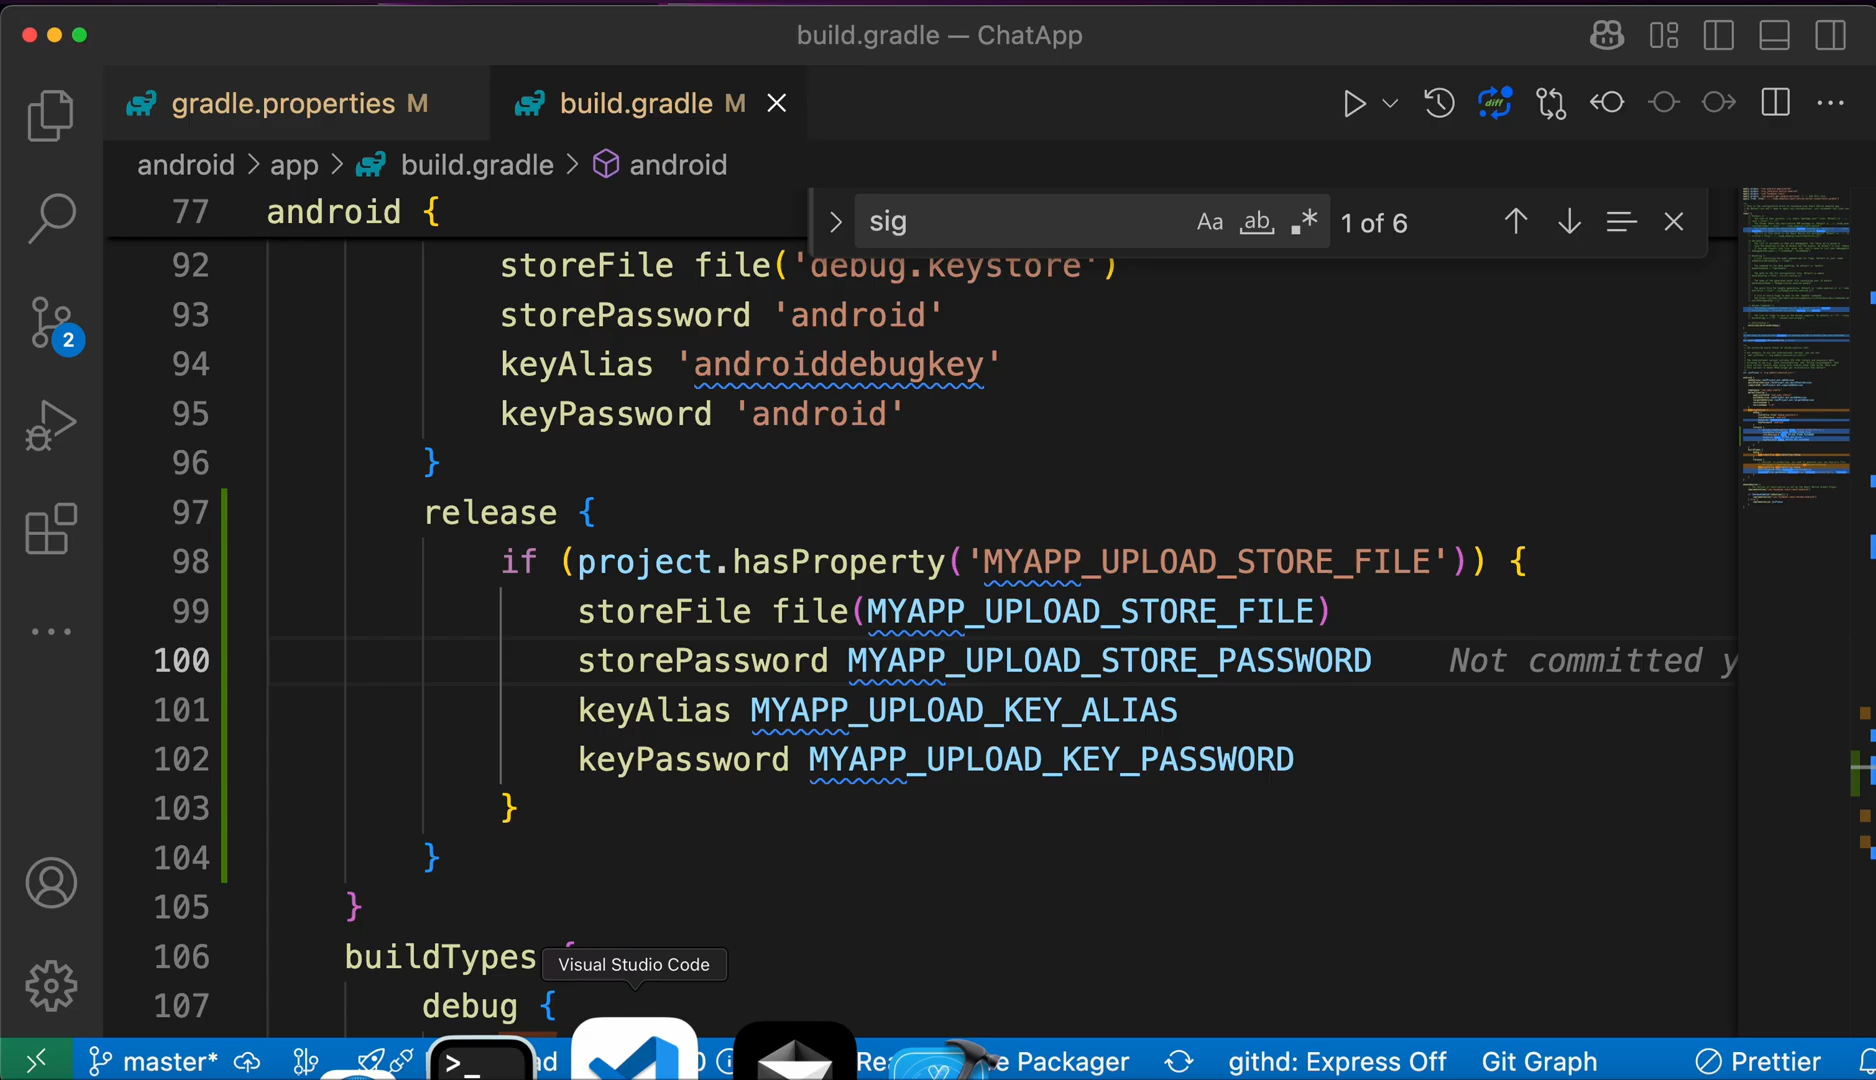 build.gradle — ChatApp
gradle.properties M
build.gradle M
android > app > build.gradle > android
sig
Aa
ab
1 of 6
77 android {
92 storeFile file('debug.keystore')
93 storePassword 'android'
94 keyAlias 'androiddebugkey'
95 keyPassword 'android'
96 }
97 release {
98 if (project.hasProperty('MYAPP_UPLOAD_STORE_FILE')) {
99 storeFile file(MYAPP_UPLOAD_STORE_FILE)
100 storePassword MYAPP_UPLOAD_STORE_PASSWORD Not committed y
101 keyAlias MYAPP_UPLOAD_KEY_ALIAS
102 keyPassword MYAPP_UPLOAD_KEY_PASSWORD
103 }
104 }
105 }
106 buildTypes {
Visual Studio Code
107 debug {
2
diff
master* ad 0 Rea e Packager githd: Express Off Git Graph Prettier